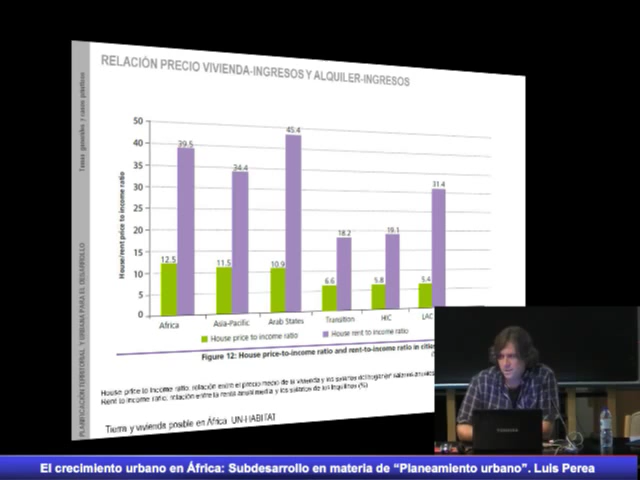 RELACIÓN PRECIO VIVIENDA-INGRESOS Y ALQUILER-INGRESOS
Temas generales y casos prácticos
PLANIFICACIÓN TERRITORIAL Y URBANA PARA EL DESARROLLO
House/rent price to income ratio
50
45
40
35
30
25
20
15
10
5
0
12.5 39.5
11.5 34.4
10.9 45.4
6.6 18.2
5.8 19.1
5.4 31.4
Africa Asia-Pacific Arab States Transition HIC LAC
House price to income ratio House rent to income ratio
Figure 12: House price-to-income ratio and rent-to-income ratio in cities
House price to income ratio, relación entre el precio medio de la vivienda y los salarios
Rent to income ratio, relación entre la renta anual media y los salarios de los inquilinos (%)
Tierra y vivienda posible en África UN-HABITAT
TOSHIBA
El crecimiento urbano en África: Subdesarrollo en materia de “Planeamiento urbano”. Luis Perea